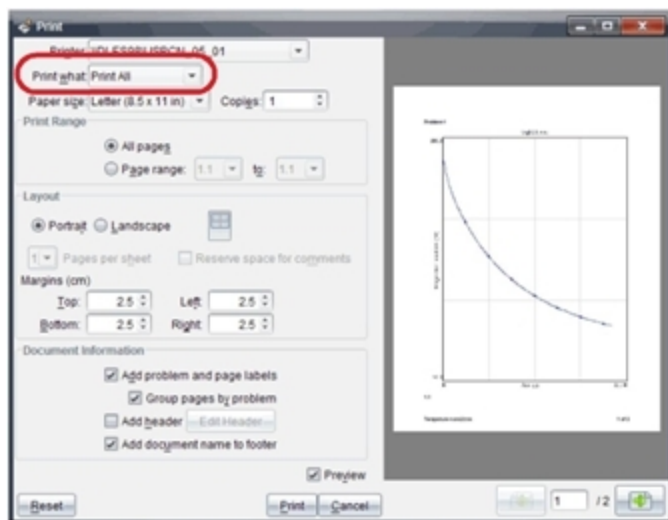 Print
Printer:
Print what: Print All
Paper size: Letter (8.5 x 11 in) Copies: 1
Print Range
All pages
Page range: 1.1 to: 1.1
Layout
Portrait Landscape
1 Pages per sheet Reserve space for comments
Margins (cm)
Top: 2.5 Left: 2.5
Bottom: 2.5 Right: 2.5
Document Information
Add problem and page labels
Group pages by problem
Add header Edit Header
Add document name to footer
Preview
Reset Print Cancel
1 / 2